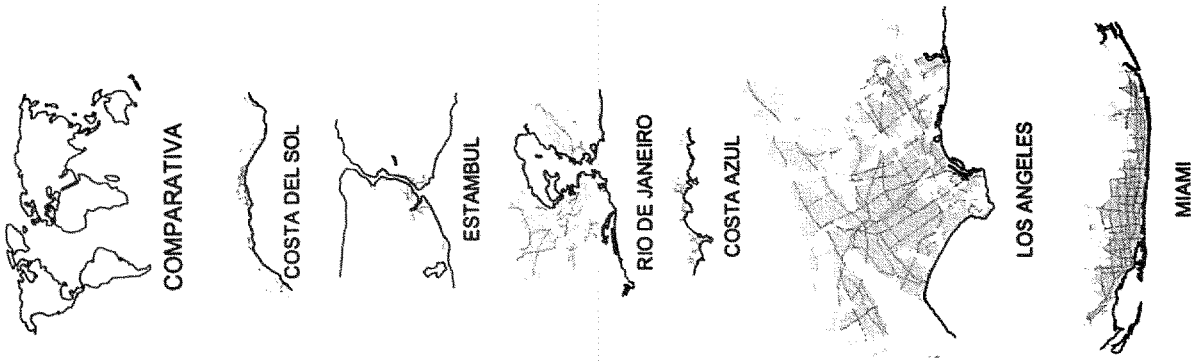 COMPARATIVA
COSTA DEL SOL
ESTAMBUL
RIO DE JANEIRO
COSTA AZUL
LOS ANGELES
MIAMI